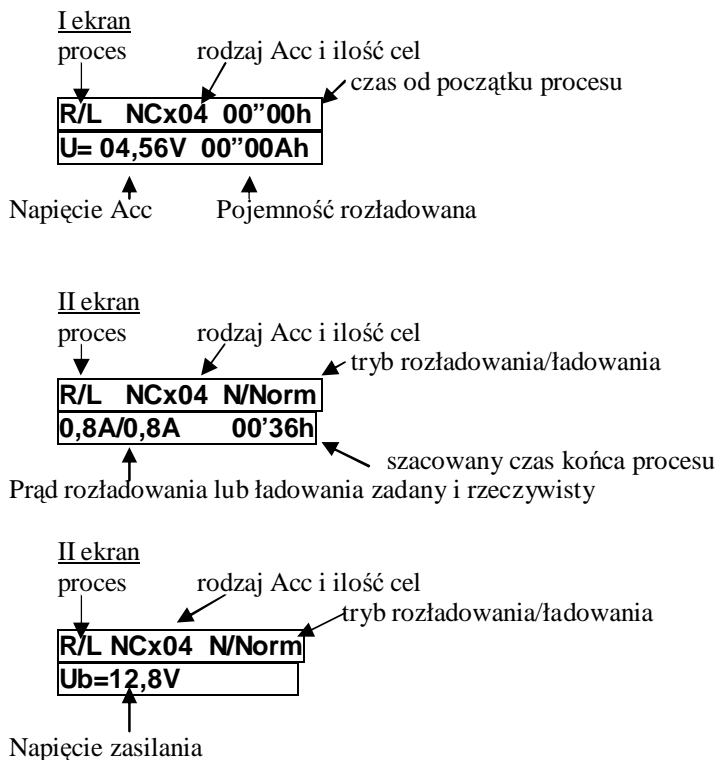 I ekran
proces rodzaj Acc i ilość cel
czas od początku procesu
R/L NCx04 00”00h
U= 04,56V 00”00Ah
Napięcie Acc Pojemność rozładowana
II ekran
proces rodzaj Acc i ilość cel
tryb rozładowania/ładowania
R/L NCx04 N/Norm
0,8A/0,8A 00’36h
szacowany czas końca procesu
Prąd rozładowania lub ładowania zadany i rzeczywisty
II ekran
proces rodzaj Acc i ilość cel
tryb rozładowania/ładowania
R/L NCx04 N/Norm
Ub=12,8V
Napięcie zasilania